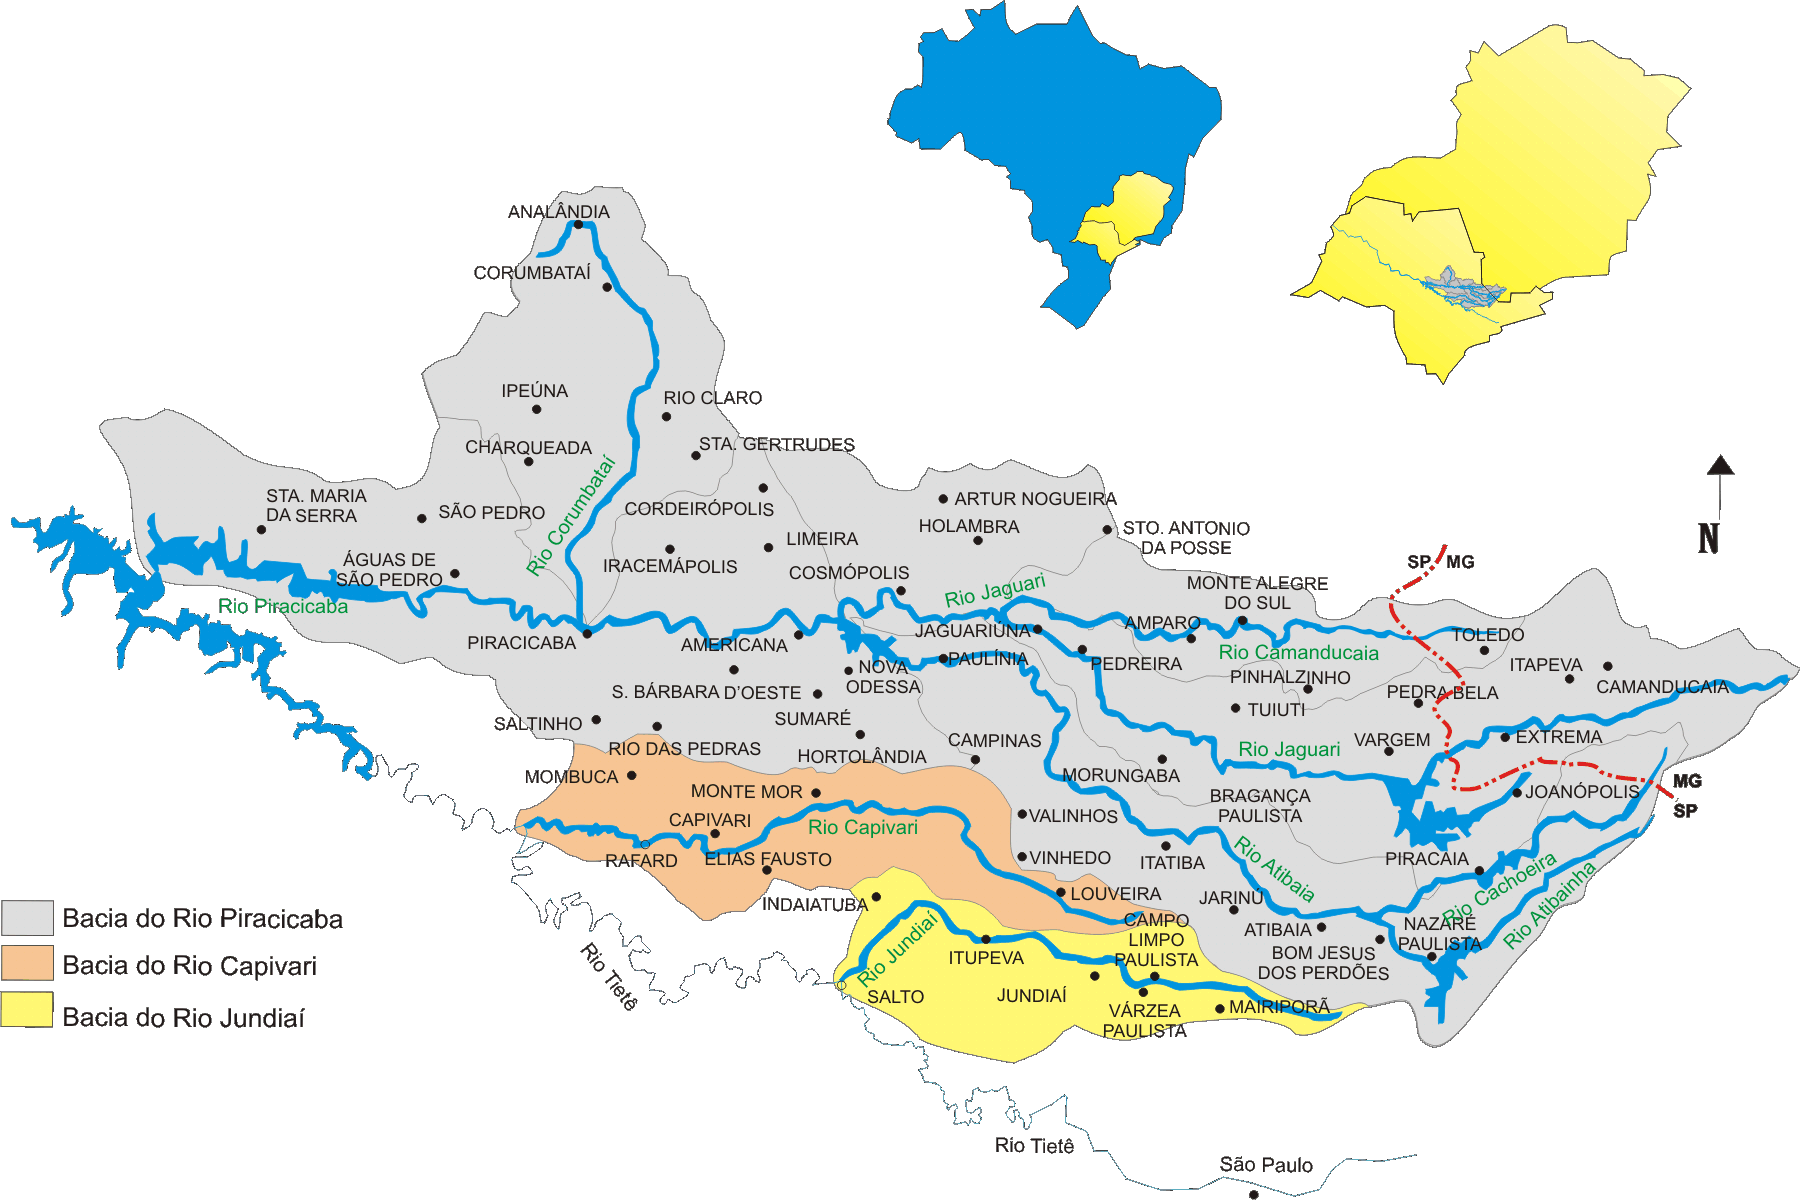 ANALÂNDIA
CORUMBATAÍ
IPEÚNA
RIO CLARO
CHARQUEADA
STA. GERTRUDES
Rio Corumbataí
STA. MARIA
DA SERRA
SÃO PEDRO
CORDEIRÓPOLIS
ARTUR NOGUEIRA
HOLAMBRA
STO. ANTONIO
DA POSSE
N
LIMEIRA
IRACEMÁPOLIS
COSMÓPOLIS
ÁGUAS DE
SÃO PEDRO
SP
MG
Rio Piracicaba
Rio Jaguari
MONTE ALEGRE
DO SUL
PIRACICABA
AMERICANA
JAGUARIÚNA
AMPARO
TOLEDO
Rio Camanducaia
PAULÍNIA
PEDREIRA
ITAPEVA
NOVA
ODESSA
PINHALZINHO
PEDRA BELA
CAMANDUCAIA
S. BÁRBARA D'OESTE
TUIUTI
SALTINHO
SUMARÉ
RIO DAS PEDRAS
HORTOLÂNDIA
CAMPINAS
Rio Jaguari
VARGEM
EXTREMA
MOMBUCA
MORUNGABA
MG
SP
MONTE MOR
BRAGANÇA
PAULISTA
JOANÓPOLIS
CAPIVARI
Rio Capivari
VALINHOS
RAFARD
ELIAS FAUSTO
VINHEDO
ITATIBA
Rio Atibaia
PIRACAIA
Rio Cachoeira
Rio Atibainha
INDAIATUBA
LOUVEIRA
JARINÚ
CAMPO
LIMPO
PAULISTA
ATIBAIA
NAZARÉ
PAULISTA
Bacia do Rio Piracicaba
Bacia do Rio Capivari
Bacia do Rio Jundiaí
Rio Jundiaí
ITUPEVA
BOM JESUS
DOS PERDÕES
Rio Tietê
SALTO
JUNDIAÍ
VÁRZEA
PAULISTA
MAIRIPORÃ
Rio Tietê
São Paulo